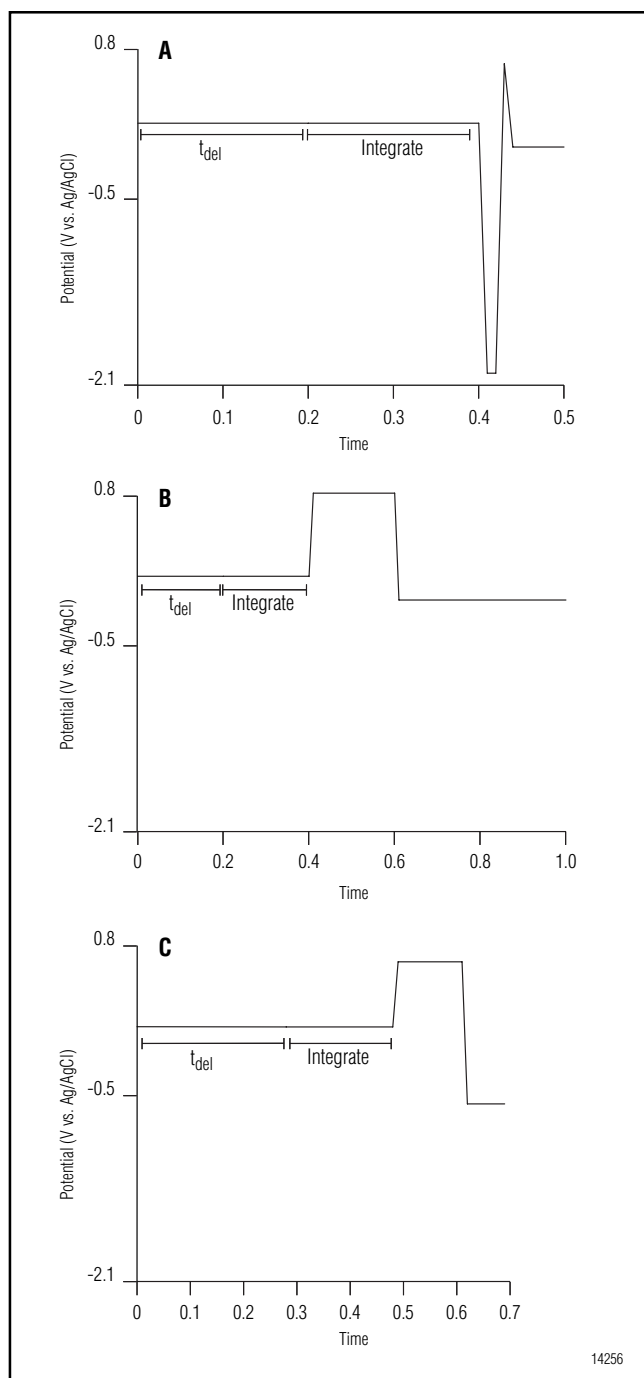 A
0.8
-0.5
-2.1
Potential (V vs. Ag/AgCl)
tdel
Integrate
0 0.1 0.2 0.3 0.4 0.5
Time
B
0.8
-0.5
-2.1
Potential (V vs. Ag/AgCl)
tdel
Integrate
0 0.2 0.4 0.6 0.8 1.0
Time
C
0.8
-0.5
-2.1
Potential (V vs. Ag/AgCl)
tdel
Integrate
0 0.1 0.2 0.3 0.4 0.5 0.6 0.7
Time
14256